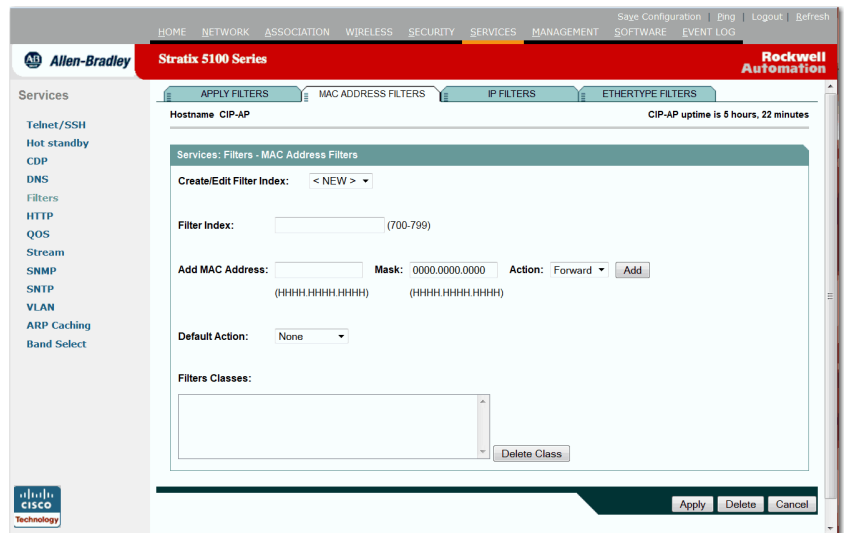 Save Configuration | Ping | Logout | Refresh
HOME NETWORK ASSOCIATION WIRELESS SECURITY SERVICES MANAGEMENT SOFTWARE EVENT LOG
AB Allen-Bradley
Stratix 5100 Series
Rockwell
Automation
Services
Telnet/SSH
Hot standby
CDP
DNS
Filters
HTTP
QOS
Stream
SNMP
SNTP
VLAN
ARP Caching
Band Select
APPLY FILTERS MAC ADDRESS FILTERS IP FILTERS ETHERTYPE FILTERS
Hostname CIP-AP CIP-AP uptime is 5 hours, 22 minutes
Services: Filters - MAC Address Filters
Create/Edit Filter Index: < NEW >
Filter Index: (700-799)
Add MAC Address: Mask: 0000.0000.0000 Action: Forward Add
(HHHH.HHHH.HHHH) (HHHH.HHHH.HHHH)
Default Action: None
Filters Classes:
Delete Class
Apply Delete Cancel
CISCO
Technology